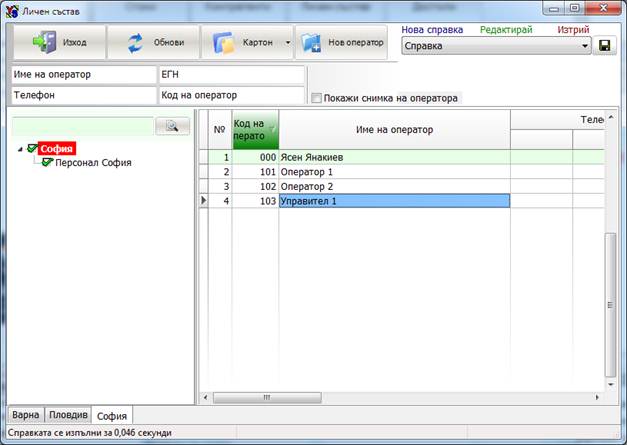 Личен състав
Изход
Обнови
Картон
Нов оператор
Нова справка Редактирай Изтрий
Справка
Име на оператор ЕГН
Телефон Код на оператор
Покажи снимка на оператора
София
Персонал София
№ Код на перато Име на оператор Теле
1 000 Ясен Янакиев
2 101 Оператор 1
3 102 Оператор 2
4 103 Управител 1
Варна Пловдив София
Справката се изпълни за 0,046 секунди